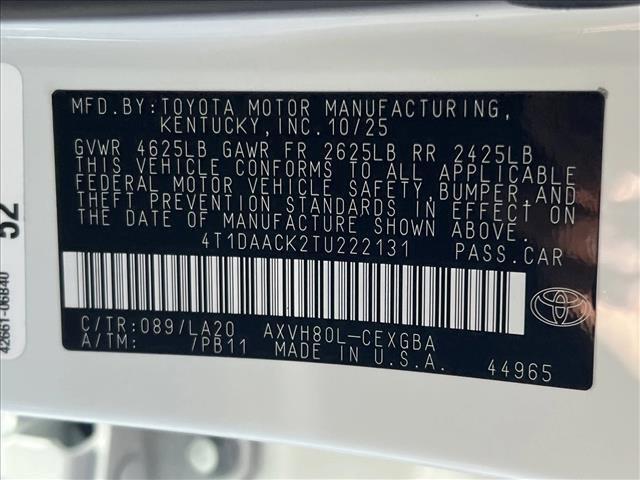 MFD.BY:TOYOTA MOTOR MANUFACTURING,
KENTUCKY,INC.10/25
GVWR 4625LB GAWR FR 2625LB RR 2425LB
THIS VEHICLE CONFORMS TO ALL APPLICABLE
FEDERAL MOTOR VEHICLE SAFETY,BUMPER,AND
THEFT PREVENTION STANDARDS IN EFFECT ON
THE DATE OF MANUFACTURE SHOWN ABOVE.
4T1DAACK2TU222131 PASS.CAR
C/TR:089/LA20 AXVH80L-CEXGBA
A/TM: /PB11 MADE IN U.S.A.
44965
42661-06B40
52